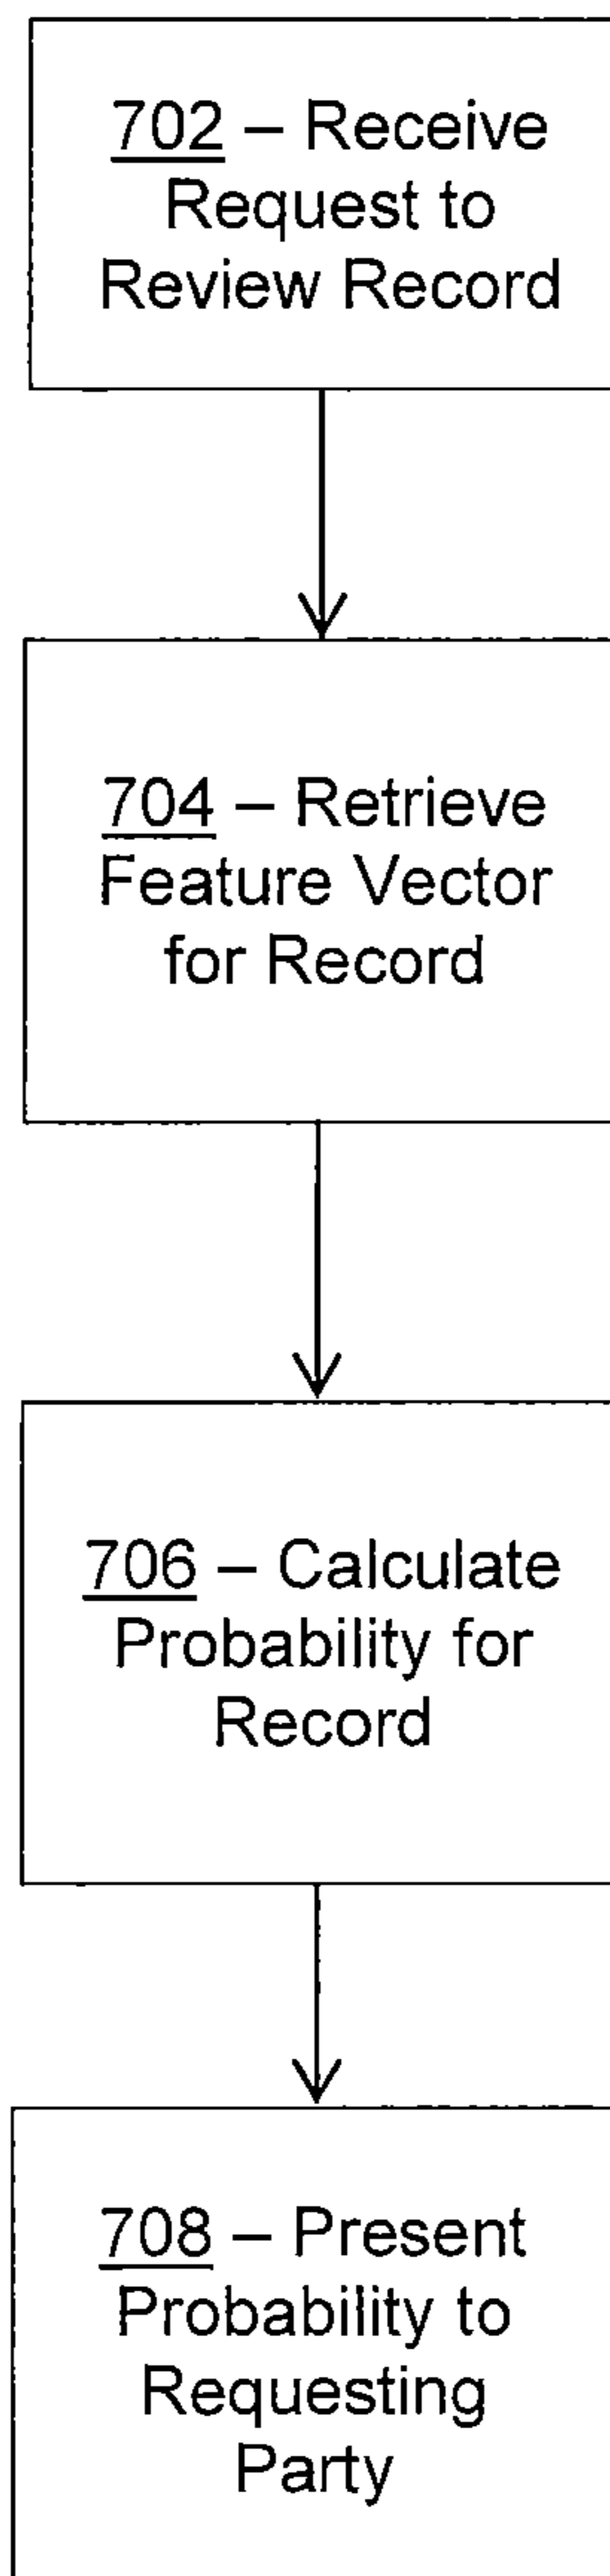 702 – Receive
Request to
Review Record
704 – Retrieve
Feature Vector
for Record
706 – Calculate
Probability for
Record
708 – Present
Probability to
Requesting
Party